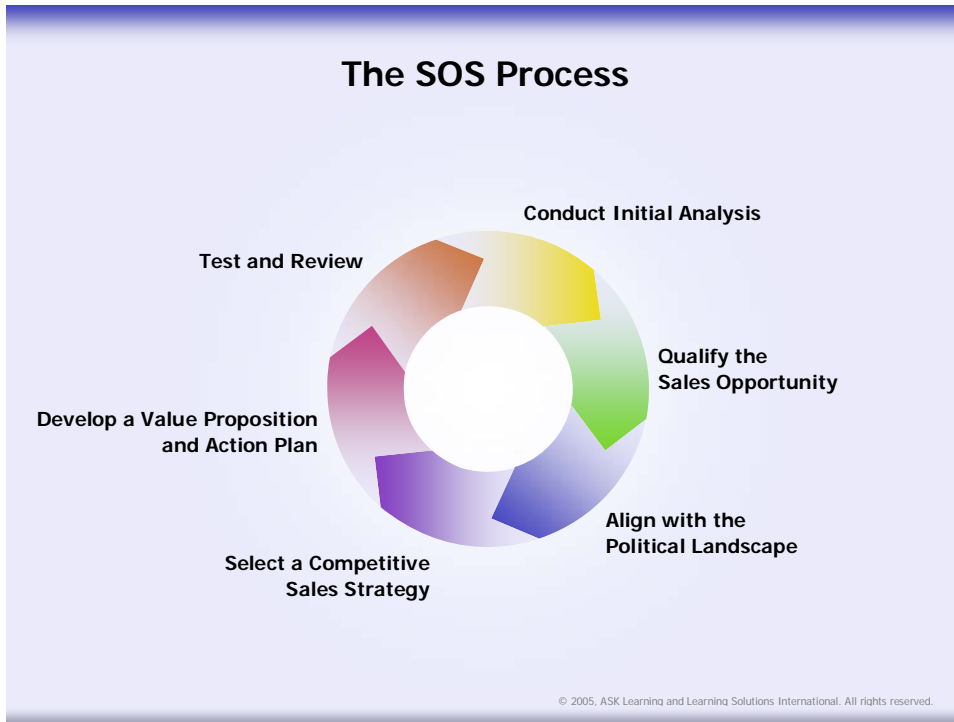 The SOS Process
Conduct Initial Analysis
Qualify the
Sales Opportunity
Align with the
Political Landscape
Select a Competitive
Sales Strategy
Develop a Value Proposition
and Action Plan
Test and Review
© 2005, ASK Learning and Learning Solutions International. All rights reserved.